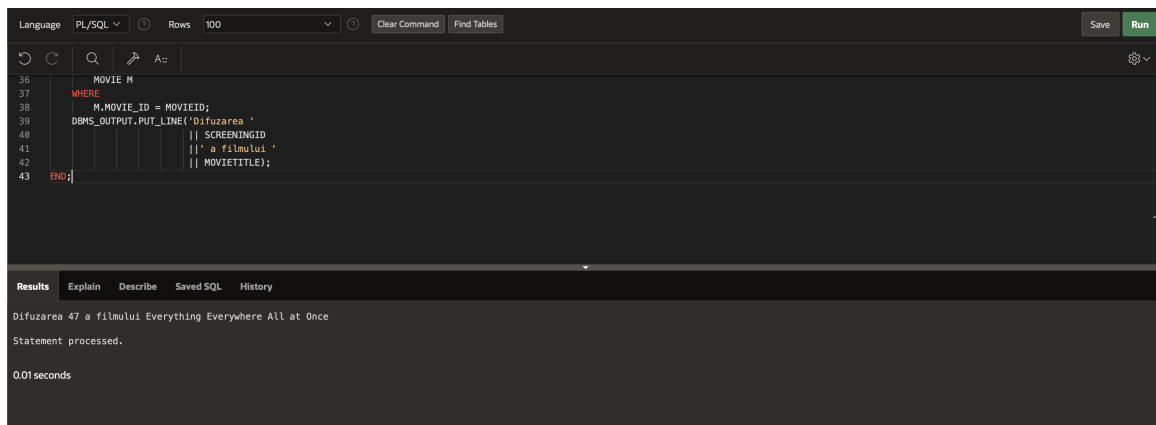 Language PL/SQL Rows 100 Clear Command Find Tables Save Run
A::
36 MOVIE M
37 WHERE
38 M.MOVIE_ID = MOVIEID;
39 DBMS_OUTPUT.PUT_LINE('Difuzarea '
40 || SCREENINGID
41 ||' a filmului '
42 || MOVIETITLE);
43 END;
Results Explain Describe Saved SQL History
Difuzarea 47 a filmului Everything Everywhere All at Once
Statement processed.
0.01 seconds